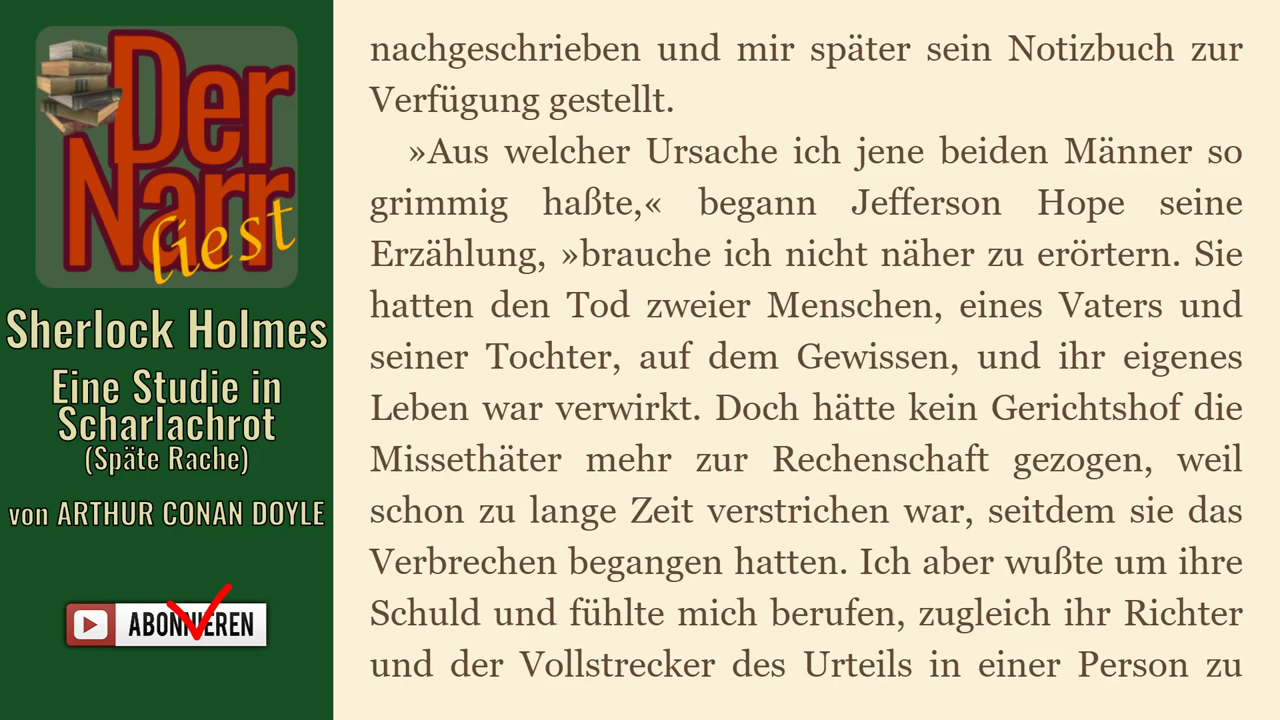 Der
Narr
liest
Sherlock Holmes
Eine Studie in
Scharlachrot
(Späte Rache)
von ARTHUR CONAN DOYLE
ABONNIEREN
nachgeschrieben und mir später sein Notizbuch zur
Verfügung gestellt.
»Aus welcher Ursache ich jene beiden Männer so
grimmig haßte,« begann Jefferson Hope seine
Erzählung, »brauche ich nicht näher zu erörtern. Sie
hatten den Tod zweier Menschen, eines Vaters und
seiner Tochter, auf dem Gewissen, und ihr eigenes
Leben war verwirkt. Doch hätte kein Gerichtshof die
Missethäter mehr zur Rechenschaft gezogen, weil
schon zu lange Zeit verstrichen war, seitdem sie das
Verbrechen begangen hatten. Ich aber wußte um ihre
Schuld und fühlte mich berufen, zugleich ihr Richter
und der Vollstrecker des Urteils in einer Person zu